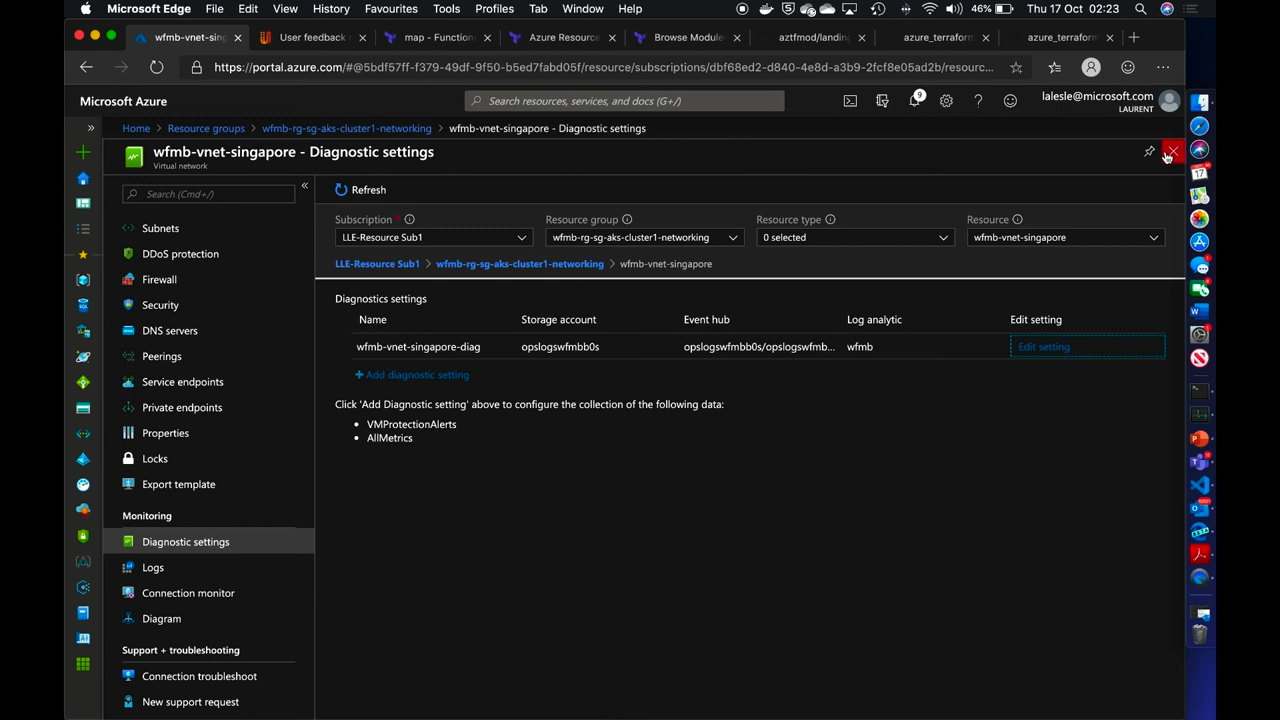 Microsoft Edge File Edit View History Favourites Tools Profiles Tab Window Help 46% Thu 17 Oct 02:23
wfmb-vnet-sing User feedback map - Function Azure Resource Browse Module aztfmod/landin azure_terraform azure_terraform
https://portal.azure.com/#@5bdf57ff-f379-49df-9f50-b5ed7fabd05f/resource/subscriptions/dbf68ed2-d840-4e8d-a3b9-2fcf8e05ad2b/resourc...
Microsoft Azure Search resources, services, and docs (G+/) 9 lalesle@microsoft.com
LAURENT
Home > Resource groups > wfmb-rg-sg-aks-cluster1-networking > wfmb-vnet-singapore - Diagnostic settings
wfmb-vnet-singapore - Diagnostic settings
Virtual network
Search (Cmd+/)
Subnets
DDoS protection
Firewall
Security
DNS servers
Peerings
Service endpoints
Private endpoints
Properties
Locks
Export template
Monitoring
Diagnostic settings
Logs
Connection monitor
Diagram
Support + troubleshooting
Connection troubleshoot
New support request
Refresh
Subscription * Resource group Resource type Resource
LLE-Resource Sub1 wfmb-rg-sg-aks-cluster1-networking 0 selected wfmb-vnet-singapore
LLE-Resource Sub1 > wfmb-rg-sg-aks-cluster1-networking > wfmb-vnet-singapore
Diagnostics settings
Name Storage account Event hub Log analytic Edit setting
wfmb-vnet-singapore-diag opslogswfmbb0s opslogswfmbb0s/opslogswfmb... wfmb Edit setting
+ Add diagnostic setting
Click 'Add Diagnostic setting' above to configure the collection of the following data:
• VMProtectionAlerts
• AllMetrics